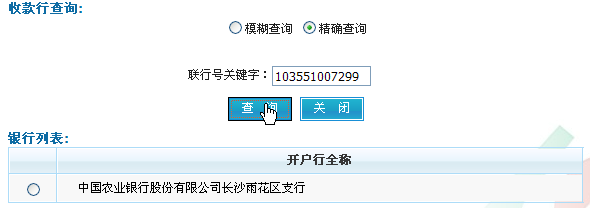 收款行查询:
模糊查询 精确查询
联行号关键字： 103551007299
查 询 关 闭
银行列表:
开户行全称
中国农业银行股份有限公司长沙雨花区支行